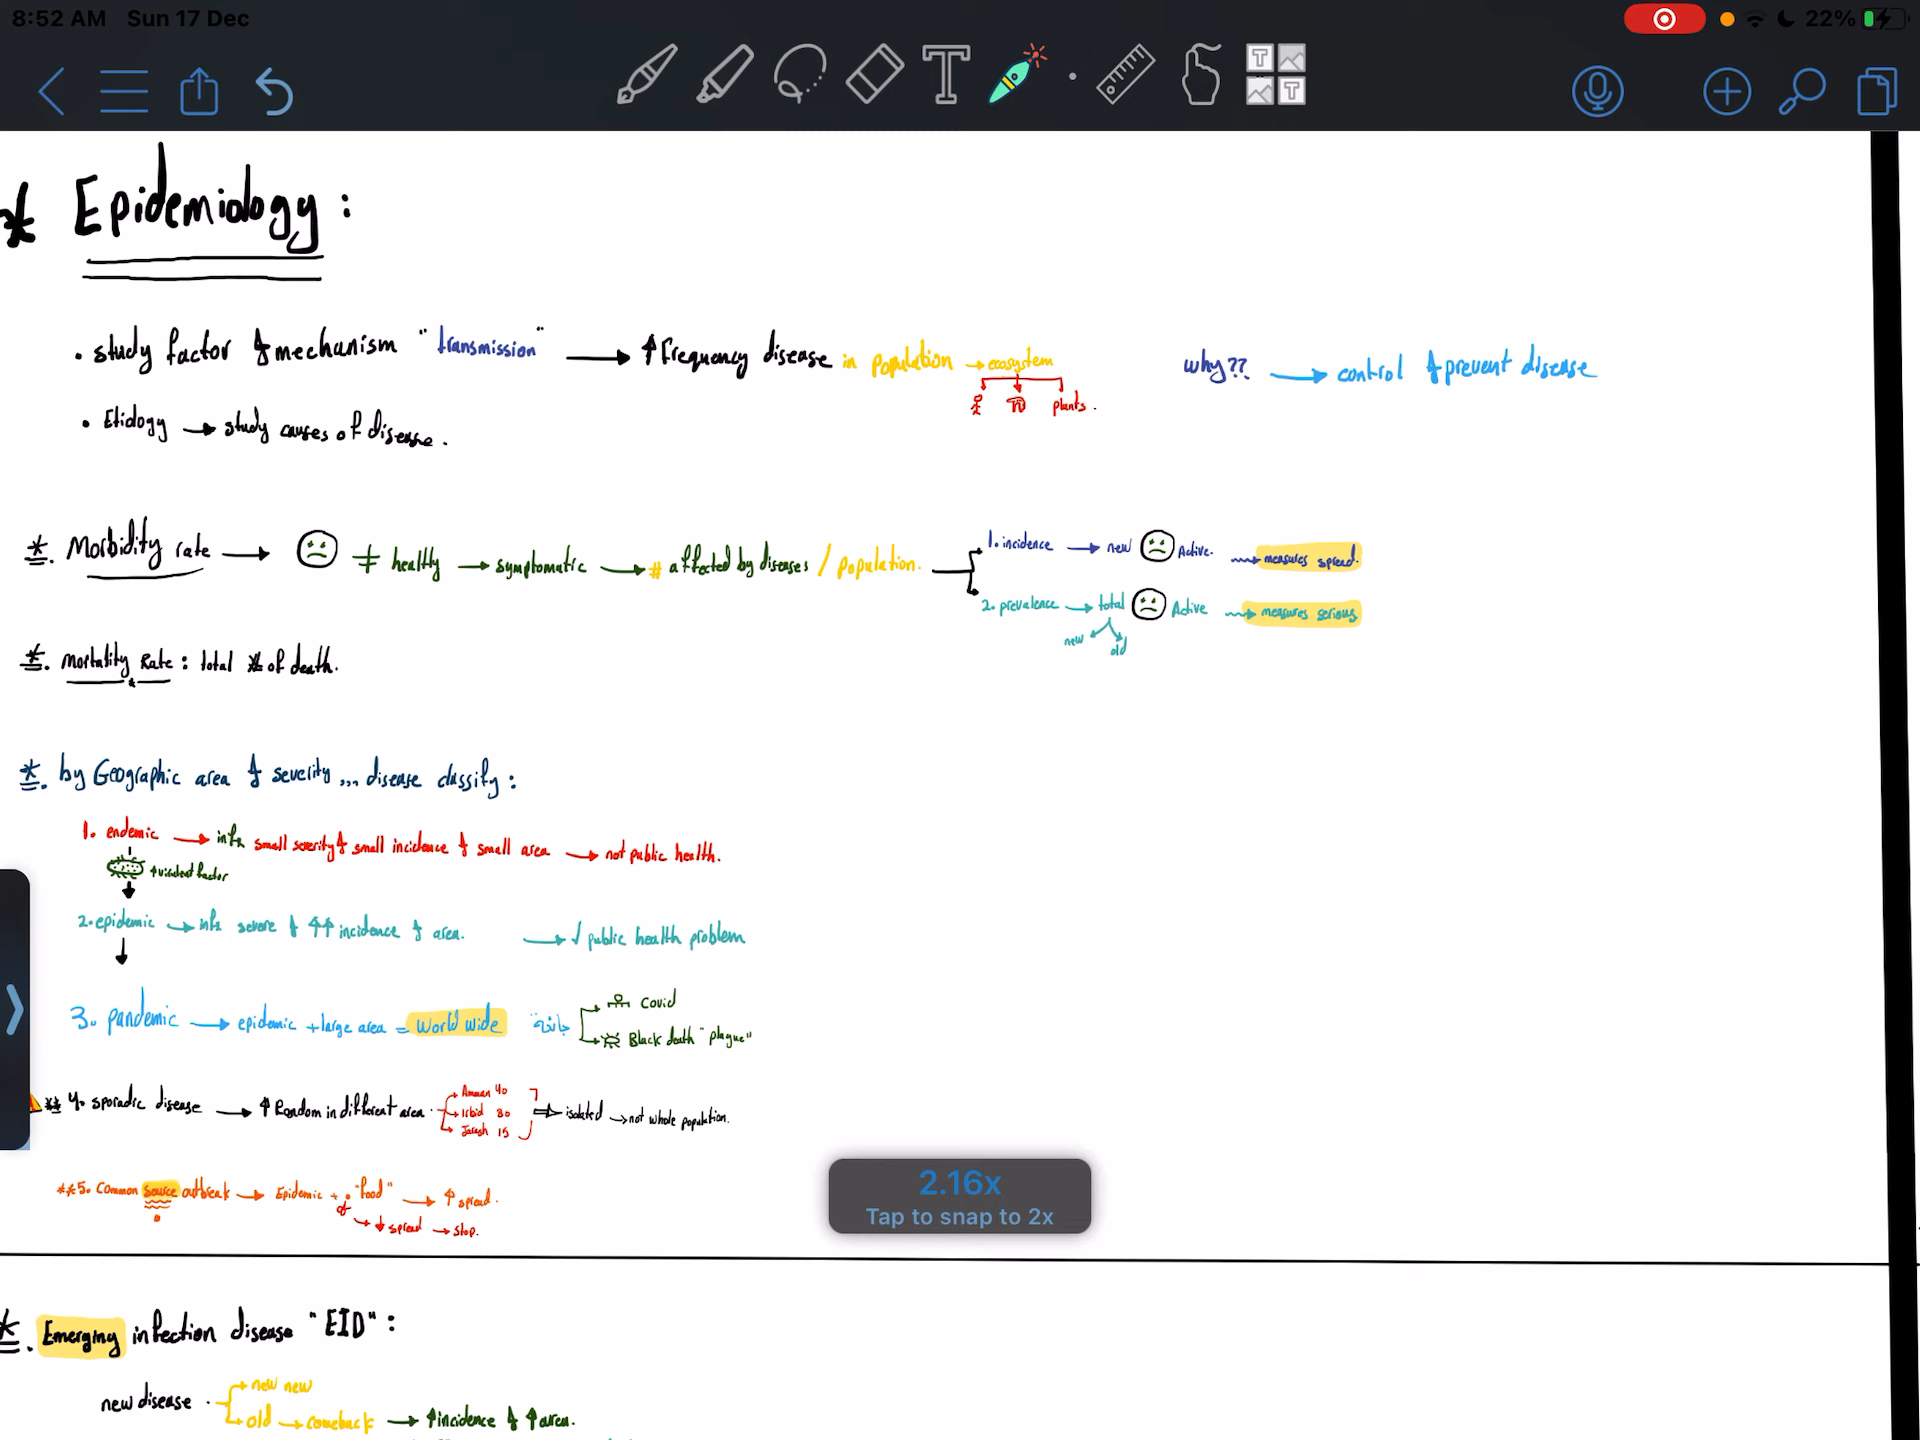 8:52 AM Sun 17 Dec
22%
* Epidemiology :
• study factor & mechanism "transmission" → ↑ frequency disease in population → ecosystem
plants.
why?? → control & prevent disease
• Etiology → study causes of disease.
*. Morbidity rate → ≠ healthy → symptomatic → # affected by diseases / population.
1. incidence → new Active. → measures spread.
2. prevalence → total Active → measures serious
new old
*. Mortality Rate : total # of death.
*. by Geographic area & severity ... disease classify :
1. endemic → infx small severity & small incidence & small area → not public health.
↑ virulent factor
2. epidemic → infx severe & ↑↑ incidence & area. → √ public health problem
3. pandemic → epidemic + large area = world wide "جائحة"
Covid
Black death "plague"
** 4. sporadic disease → ↑ Random in different area
Amman 40
Irbid 80
Jarash 15
⇒ isolated → not whole population.
** 5. Common source outbreak → Epidemic + "food" → ↑ spread.
↓ spread → stop.
2.16x
Tap to snap to 2x
*. Emerging infection disease "EID" :
new disease
new new
old → comeback → ↑ incidence & ↑ area.